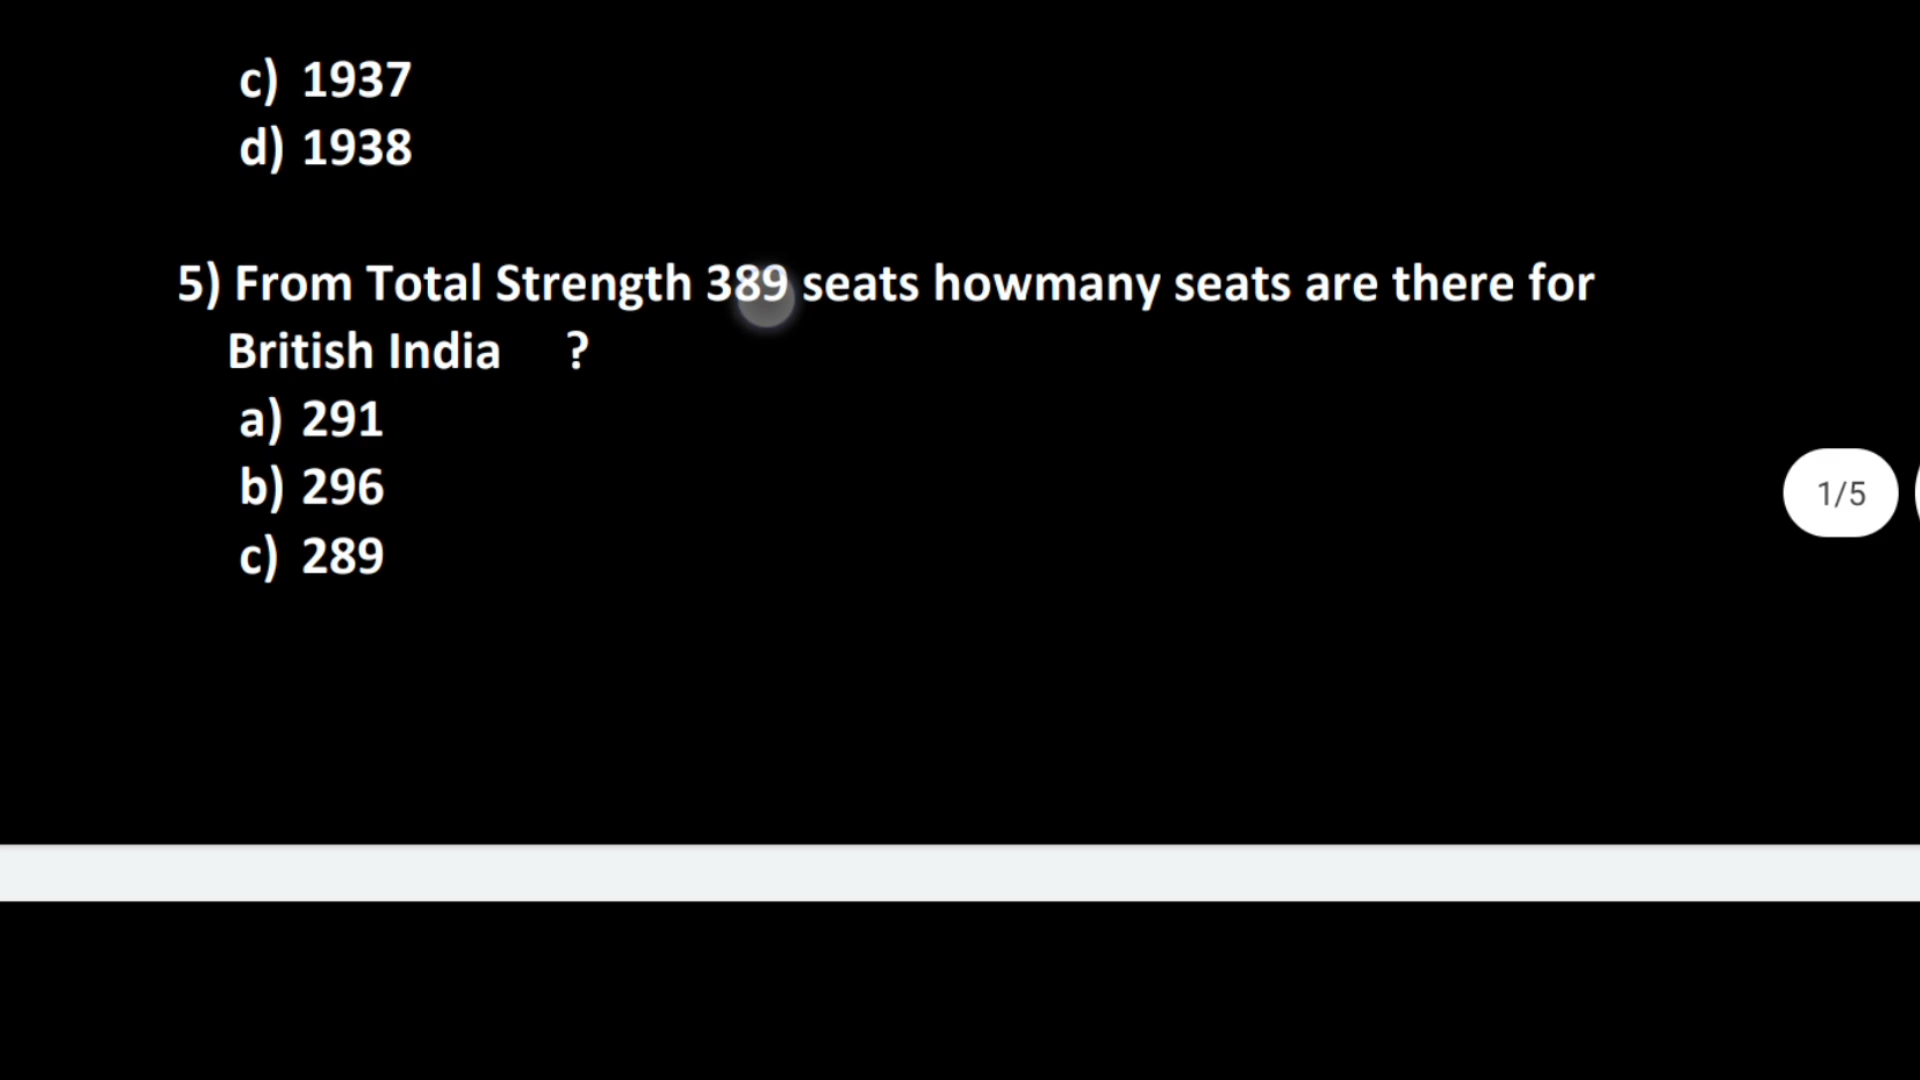 c) 1937
d) 1938
5) From Total Strength 389 seats howmany seats are there for
British India ?
a) 291
b) 296
c) 289
1/5